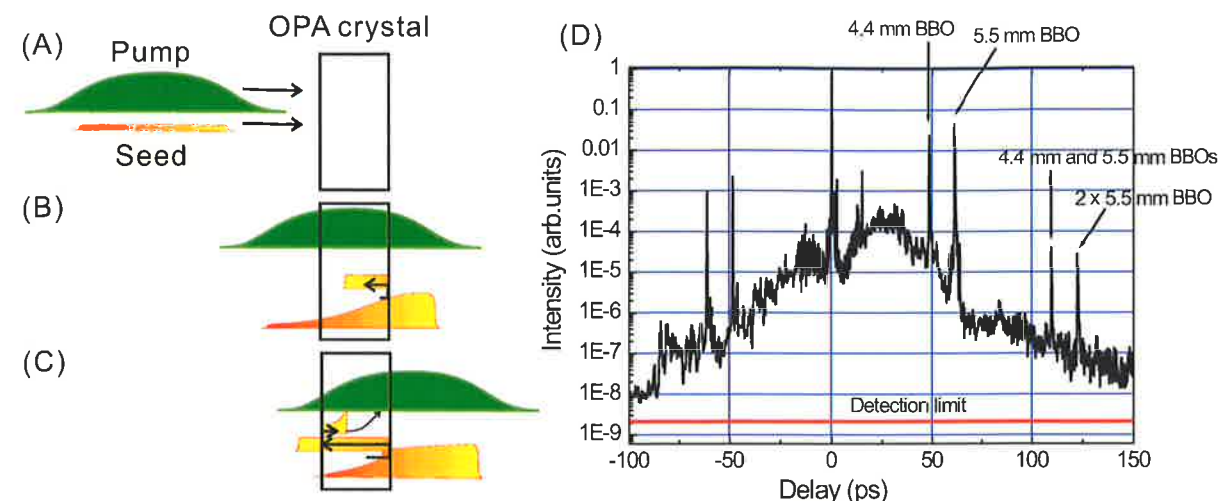 (A)
OPA crystal
Pump
Seed
(B)
(C)
(D)
4.4 mm BBO
5.5 mm BBO
4.4 mm and 5.5 mm BBOs
2 x 5.5 mm BBO
Detection limit
Intensity (arb.units)
1
0.1
0.01
1E-3
1E-4
1E-5
1E-6
1E-7
1E-8
1E-9
-100
-50
0
50
100
150
Delay (ps)